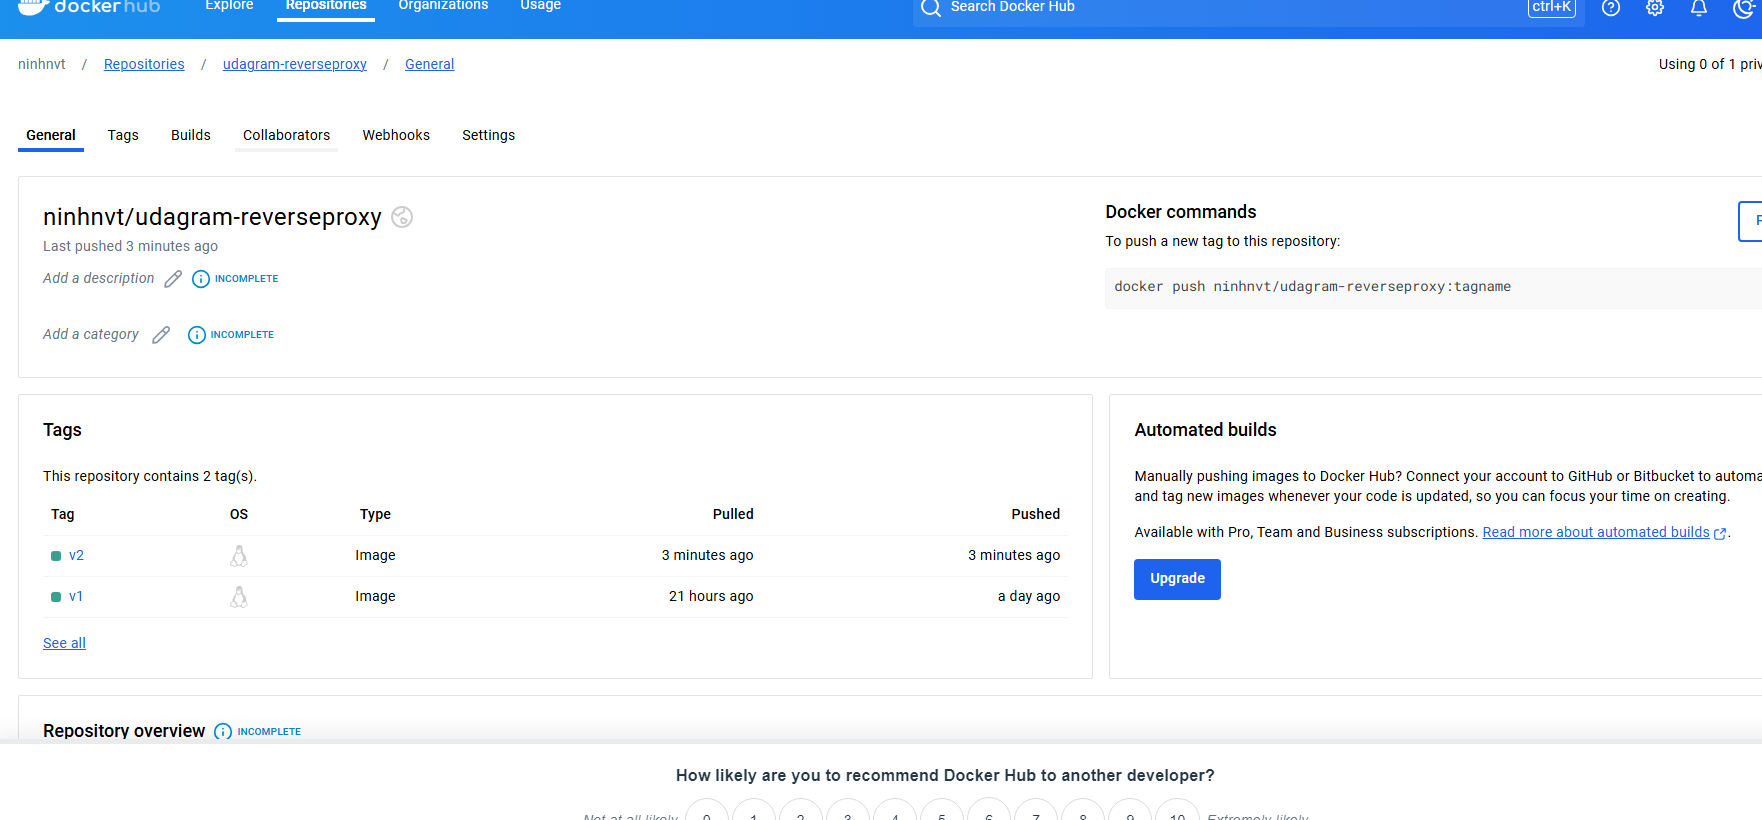 dockerhub Explore Repositories Organizations Usage Search Docker Hub ctrl+K
ninhnvt / Repositories / udagram-reverseproxy / General Using 0 of 1
General Tags Builds Collaborators Webhooks Settings
ninhnvt/udagram-reverseproxy
Last pushed 3 minutes ago
Add a description INCOMPLETE
Add a category INCOMPLETE
Docker commands
To push a new tag to this repository:
docker push ninhnvt/udagram-reverseproxy:tagname
Tags
This repository contains 2 tag(s).
Tag OS Type Pulled Pushed
v2 Image 3 minutes ago 3 minutes ago
v1 Image 21 hours ago a day ago
See all
Automated builds
Manually pushing images to Docker Hub? Connect your account to GitHub or Bitbucket to
and tag new images whenever your code is updated, so you can focus your time on creating.
Available with Pro, Team and Business subscriptions. Read more about automated builds.
Upgrade
Repository overview INCOMPLETE
How likely are you to recommend Docker Hub to another developer?
Not at all likely 0 1 2 3 4 5 6 7 8 9 10 Extremely likely